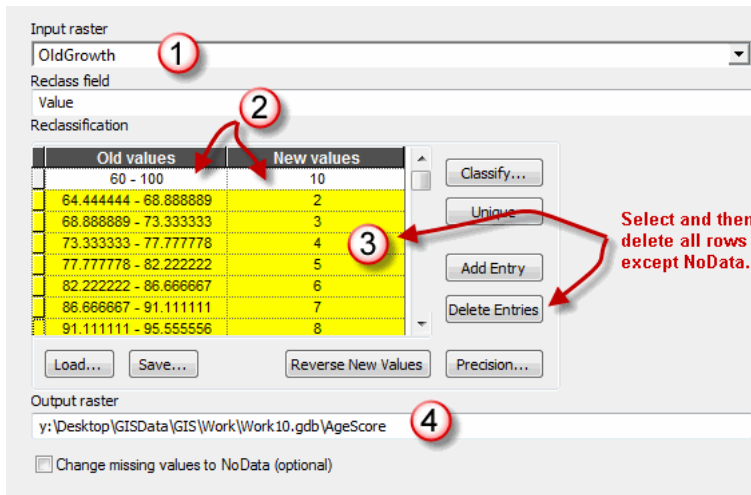 Input raster
OldGrowth
1
Reclass field
Value
2
Reclassification
Old values New values
60 - 100 10
64.444444 - 68.888889 2
68.888889 - 73.333333 3
73.333333 - 77.777778 4
77.777778 - 82.222222 5
82.222222 - 86.666667 6
86.666667 - 91.111111 7
91.111111 - 95.555556 8
3
Classify...
Unique
Add Entry
Delete Entries
Select and then
delete all rows
except NoData.
Load... Save... Reverse New Values Precision...
Output raster
y:\Desktop\GISData\GIS\Work\Work10.gdb\AgeScore
4
Change missing values to NoData (optional)